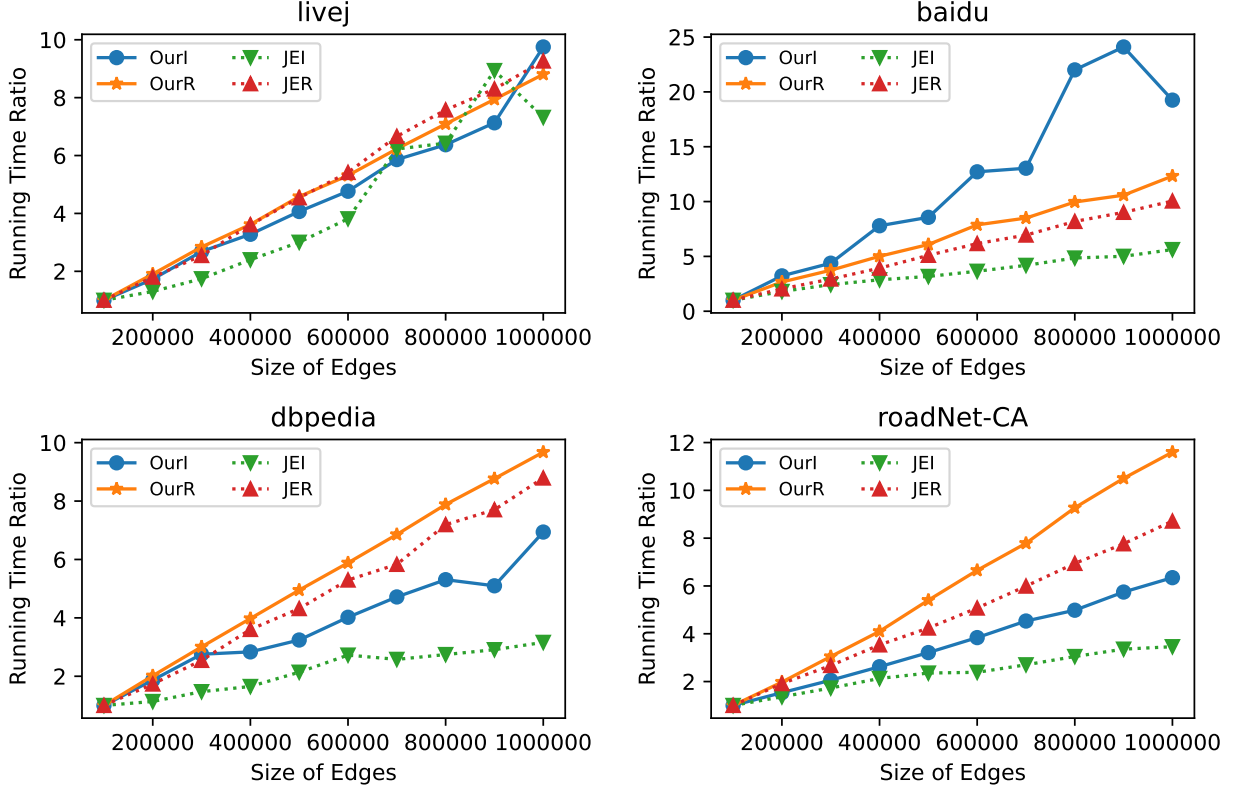 livej
Running Time Ratio
10
8
6
4
2
OurI
OurR
JEI
JER
200000 400000 600000 800000 1000000
Size of Edges
baidu
Running Time Ratio
25
20
15
10
5
0
OurI
OurR
JEI
JER
200000 400000 600000 800000 1000000
Size of Edges
dbpedia
Running Time Ratio
10
8
6
4
2
OurI
OurR
JEI
JER
200000 400000 600000 800000 1000000
Size of Edges
roadNet-CA
Running Time Ratio
12
10
8
6
4
2
OurI
OurR
JEI
JER
200000 400000 600000 800000 1000000
Size of Edges